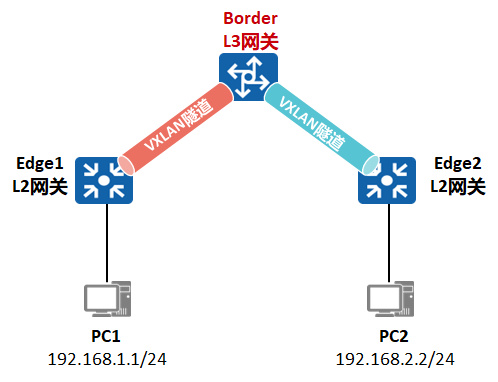 Border
L3网关
VXLAN隧道
VXLAN隧道
Edge1
L2网关
Edge2
L2网关
PC1
192.168.1.1/24
PC2
192.168.2.2/24